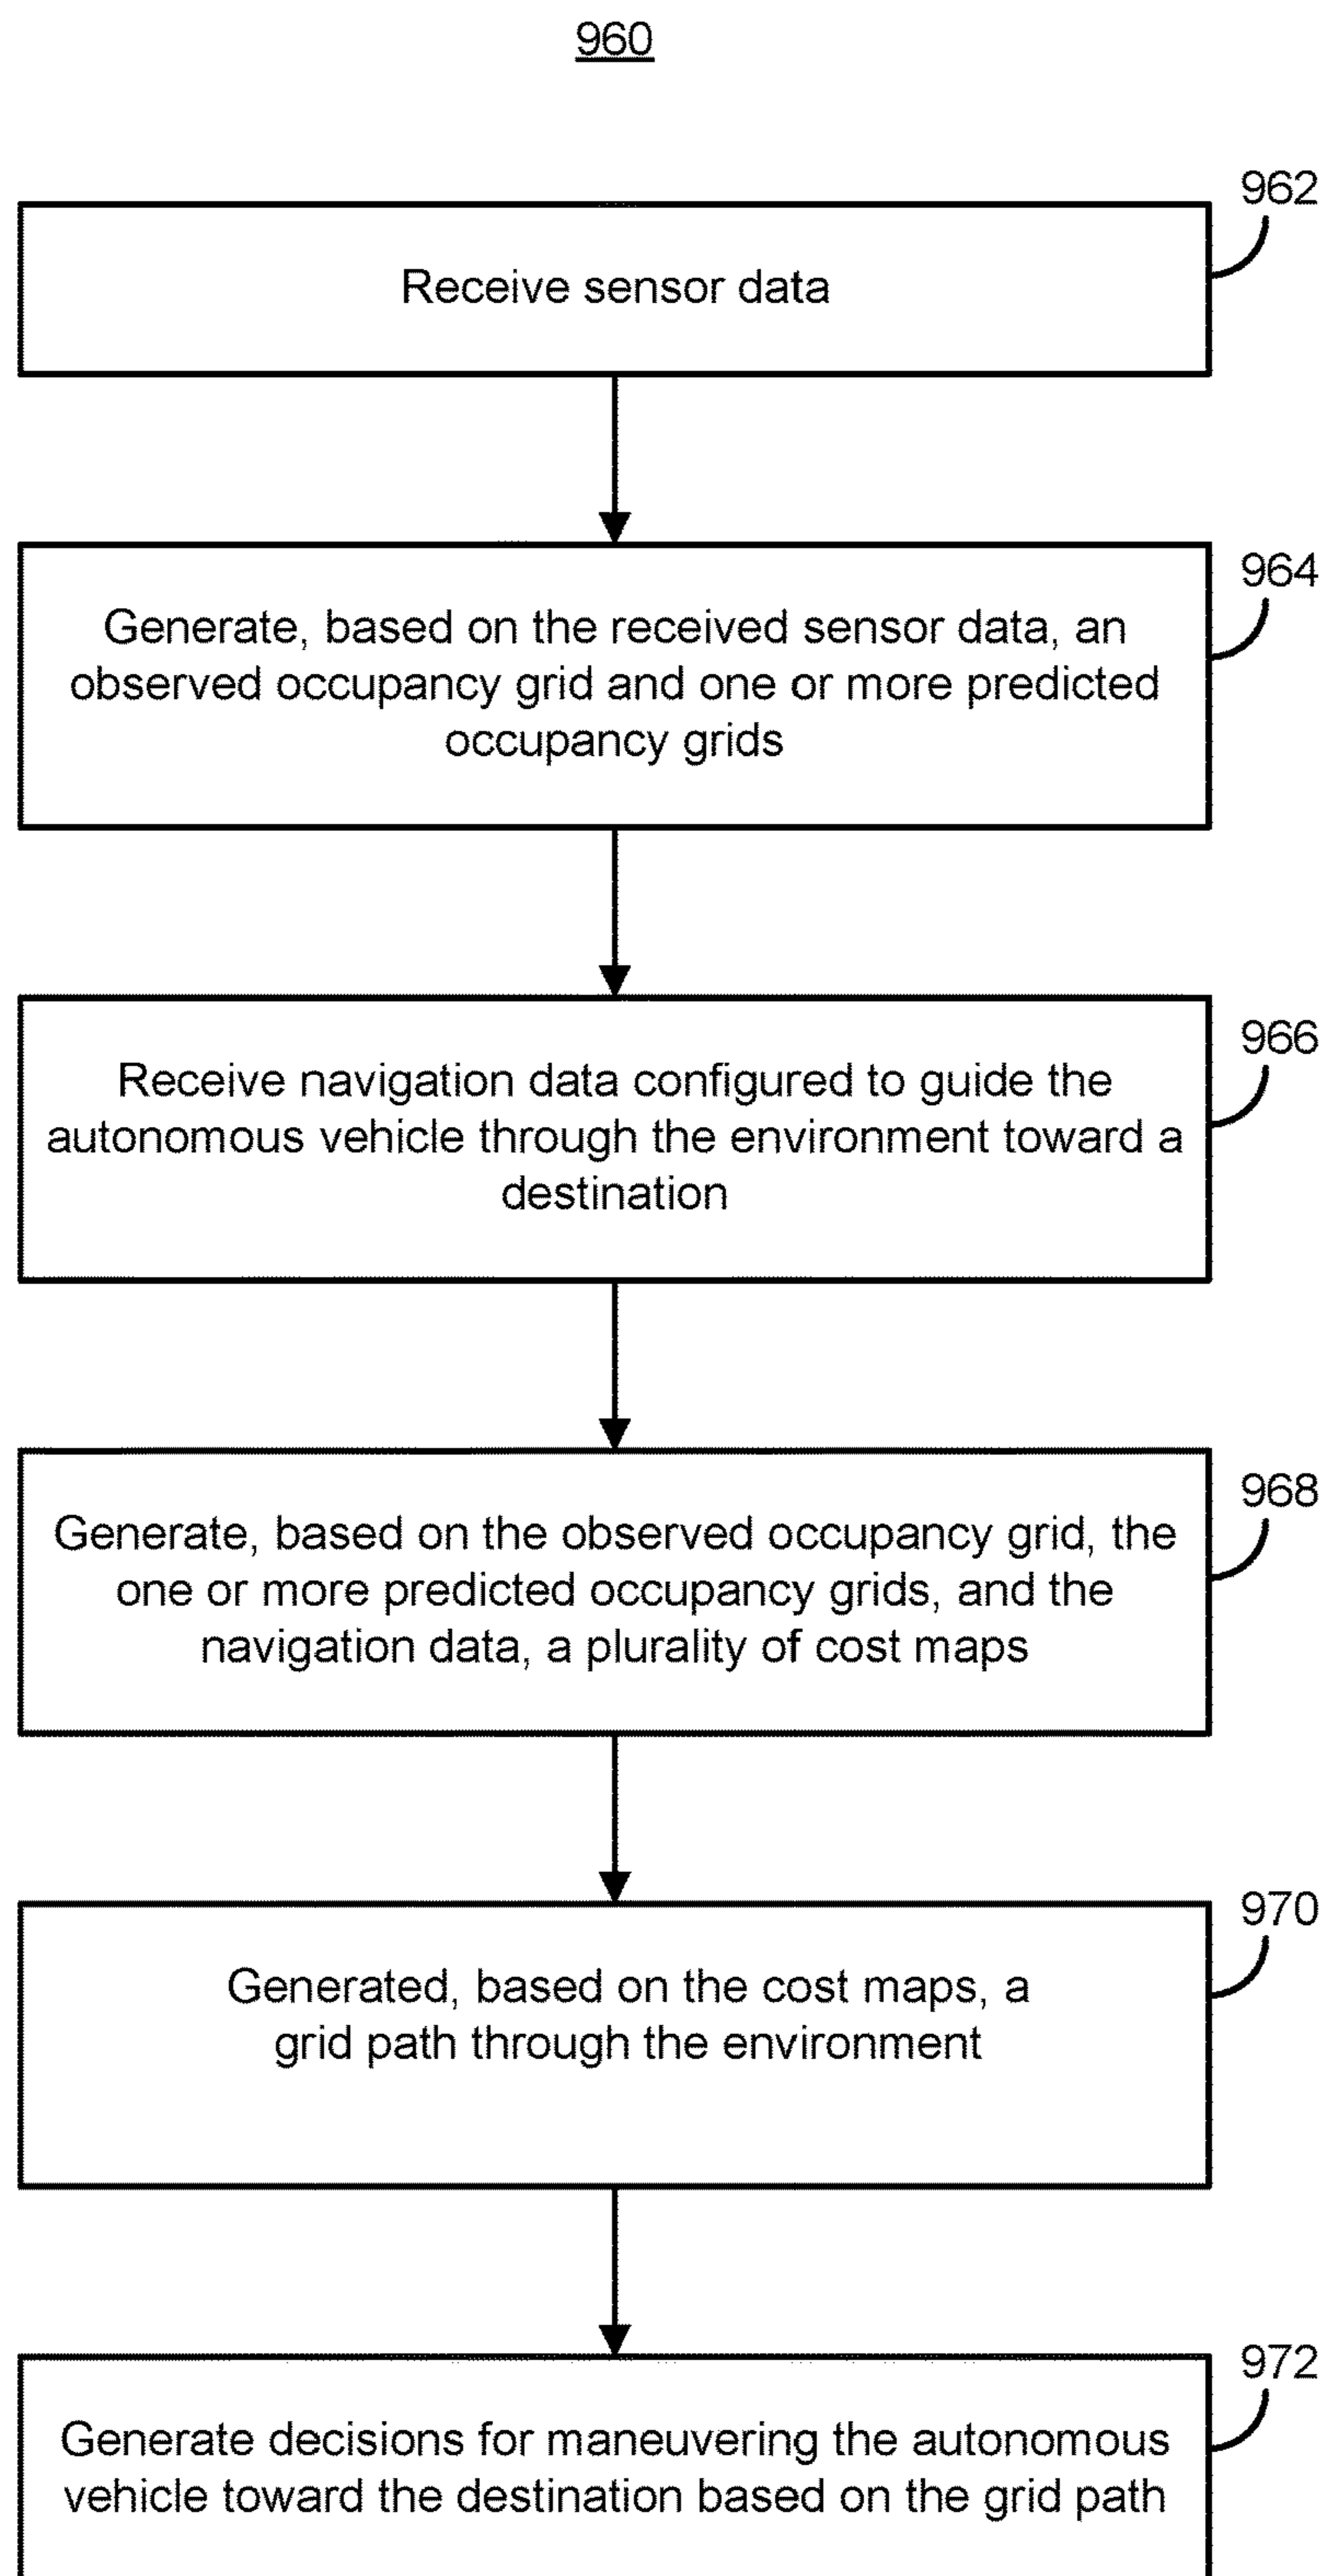 960
962
Receive sensor data
964
Generate, based on the received sensor data, an
observed occupancy grid and one or more predicted
occupancy grids
966
Receive navigation data configured to guide the
autonomous vehicle through the environment toward a
destination
968
Generate, based on the observed occupancy grid, the
one or more predicted occupancy grids, and the
navigation data, a plurality of cost maps
970
Generated, based on the cost maps, a
grid path through the environment
972
Generate decisions for maneuvering the autonomous
vehicle toward the destination based on the grid path